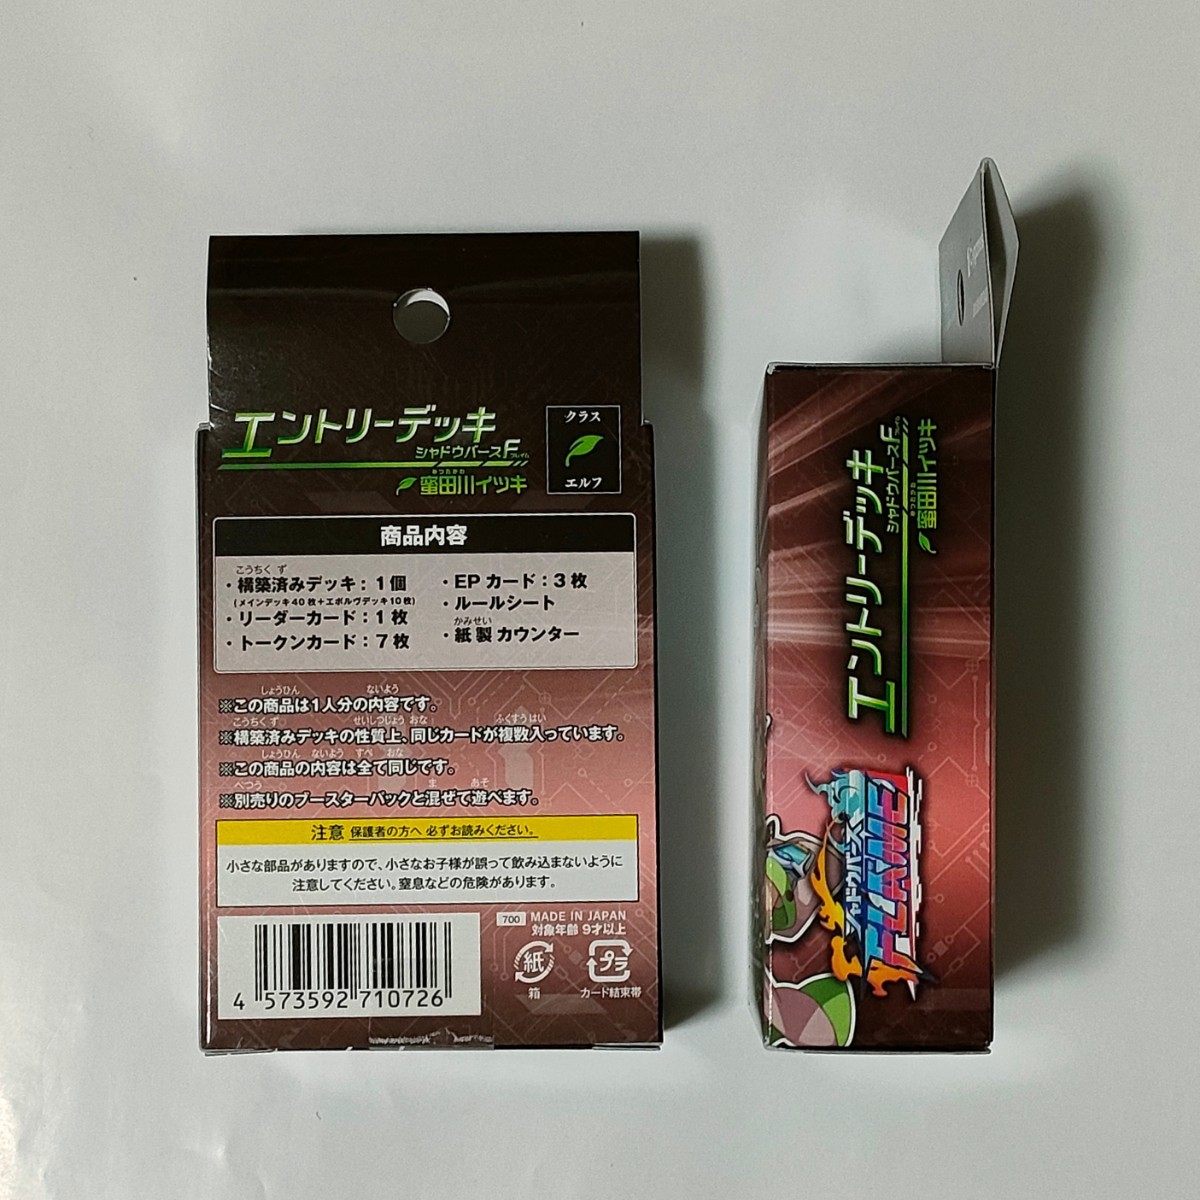 エントリーデッキ
シャドウバースF
フレイム
みつたがわ
蜜田川イツキ
クラス
エルフ
商品内容
こうちく ず
・構築済みデッキ：1個
(メインデッキ40枚＋エボルヴデッキ10枚)
・リーダーカード：1枚
・トークンカード：7枚
・EPカード：3枚
・ルールシート
かみせい
・紙製カウンター
しょうひん ないよう
※この商品は1人分の内容です。
こうちく ず せいしつじょう おな ふくすうはい
※構築済みデッキの性質上、同じカードが複数入っています。
しょうひん ないよう すべ おな
※この商品の内容は全て同じです。
べつう ま あそ
※別売りのブースターパックと混ぜて遊べます。
注意 保護者の方へ 必ずお読みください。
小さな部品がありますので、小さなお子様が誤って飲み込まないように
注意してください。窒息などの危険があります。
700 MADE IN JAPAN
対象年齢 9才以上
紙
箱
プラ
カード結束帯
4 573592 710726
エントリーデッキ
シャドウバースF
フレイム
みつたがわ
蜜田川イツキ
シャドウバース
FLAME